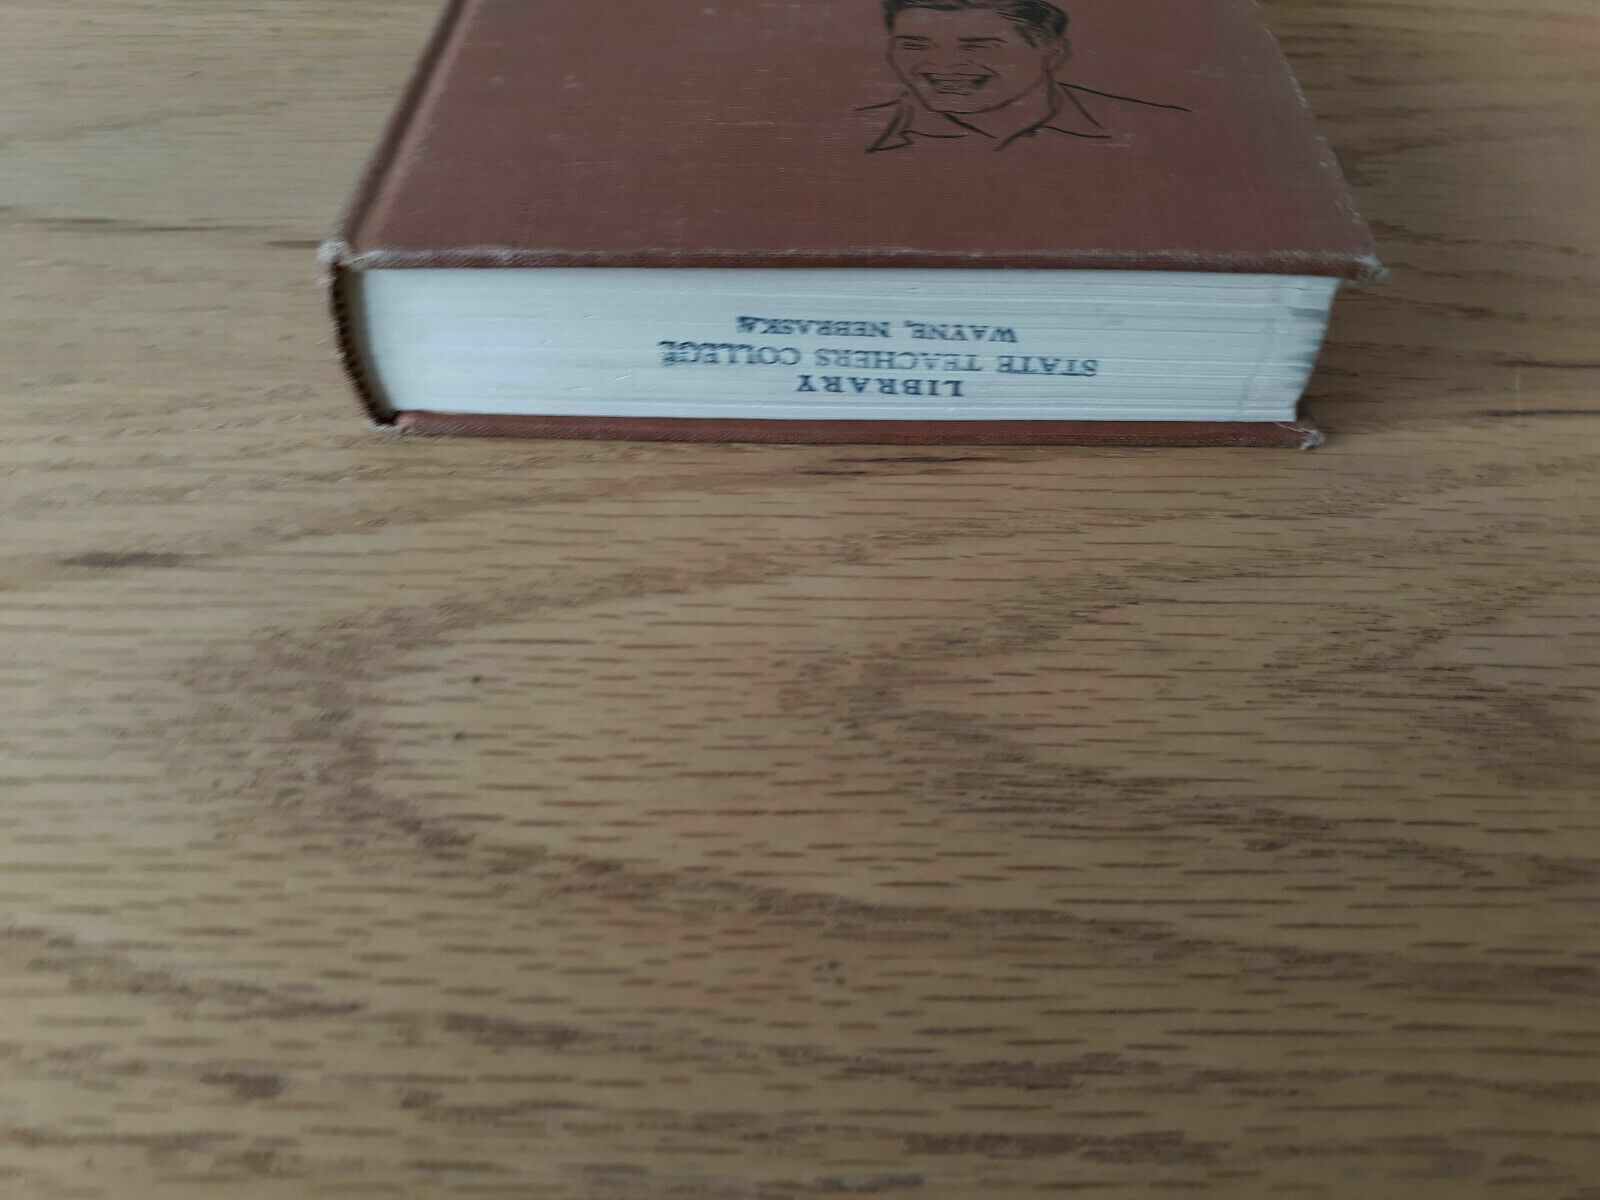 LIBRARY
STATE TEACHERS COLLEGE
WAYNE, NEBRASKA